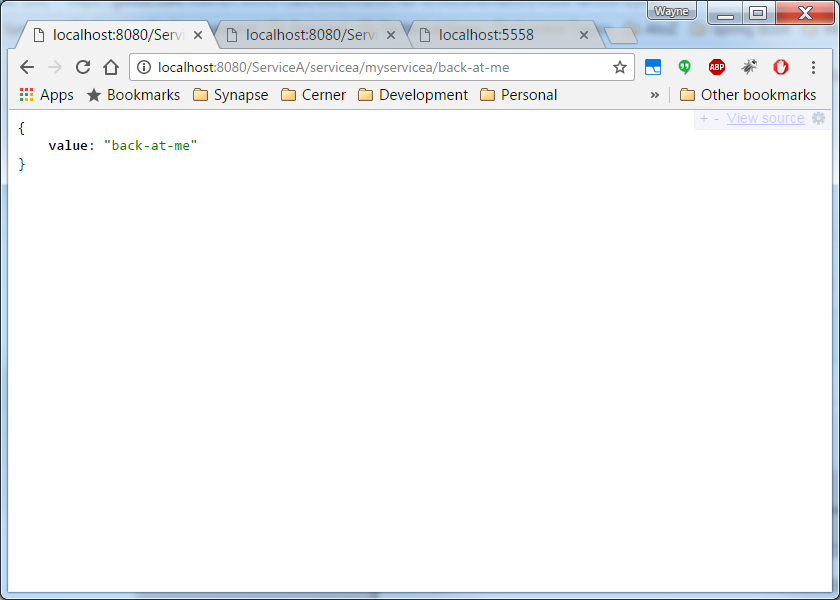 Wayne
localhost:8080/Servi localhost:8080/Servi localhost:5558
localhost:8080/ServiceA/servicea/myservicea/back-at-me ABP
Apps Bookmarks Synapse Cerner Development Personal » Other bookmarks
+ - View source
{
value: "back-at-me"
}